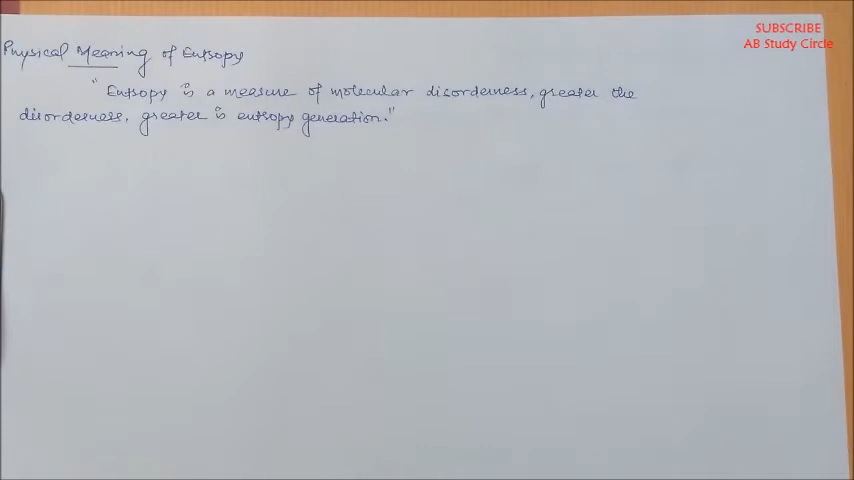 SUBSCRIBE
AB Study Circle
Physical Meaning of Entropy
" Entropy is a measure of molecular disorderness, greater the
disorderness, greater is entropy generation."